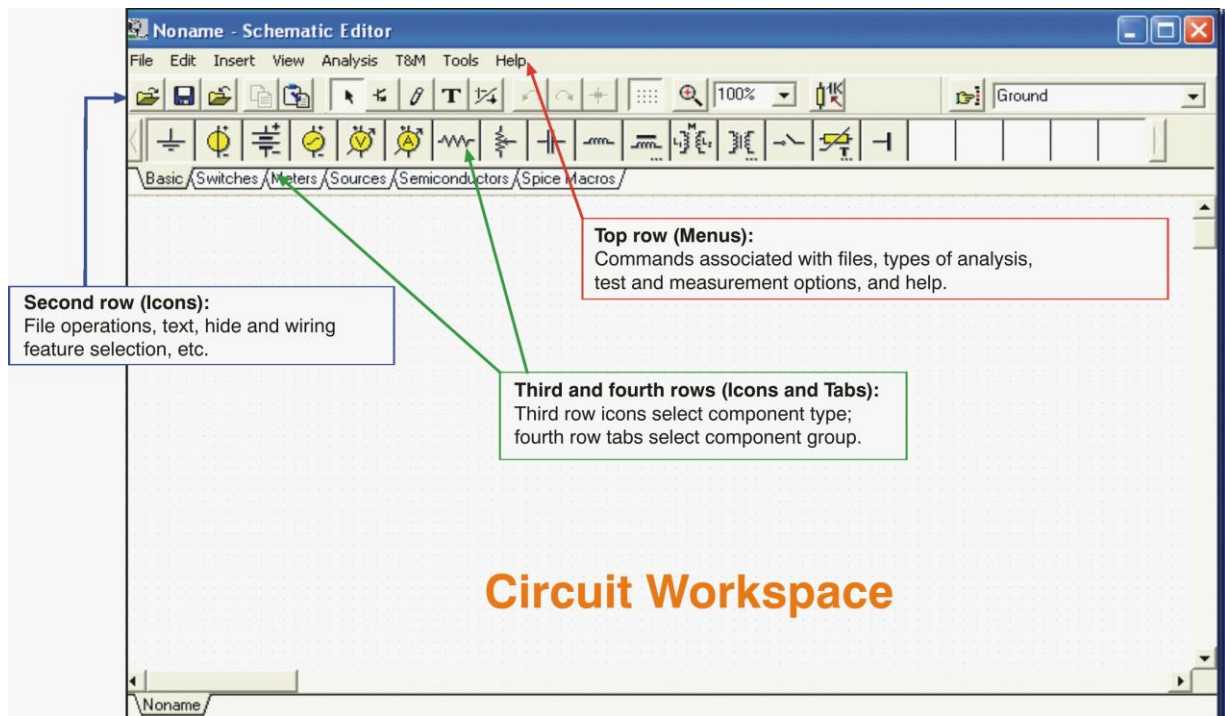 Noname - Schematic Editor
File Edit Insert View Analysis T&M Tools Help
T 100% 1K Ground
V A M L1 L2 T
Basic Switches Meters Sources Semiconductors Spice Macros
Top row (Menus):
Commands associated with files, types of analysis,
test and measurement options, and help.
Second row (Icons):
File operations, text, hide and wiring
feature selection, etc.
Third and fourth rows (Icons and Tabs):
Third row icons select component type;
fourth row tabs select component group.
Circuit Workspace
Noname